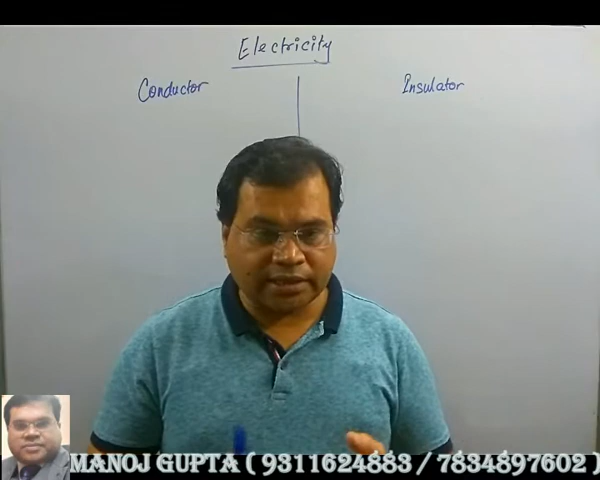 Electricity
Conductor
Insulator
MANOJ GUPTA ( 9311624883 / 7834897602 )